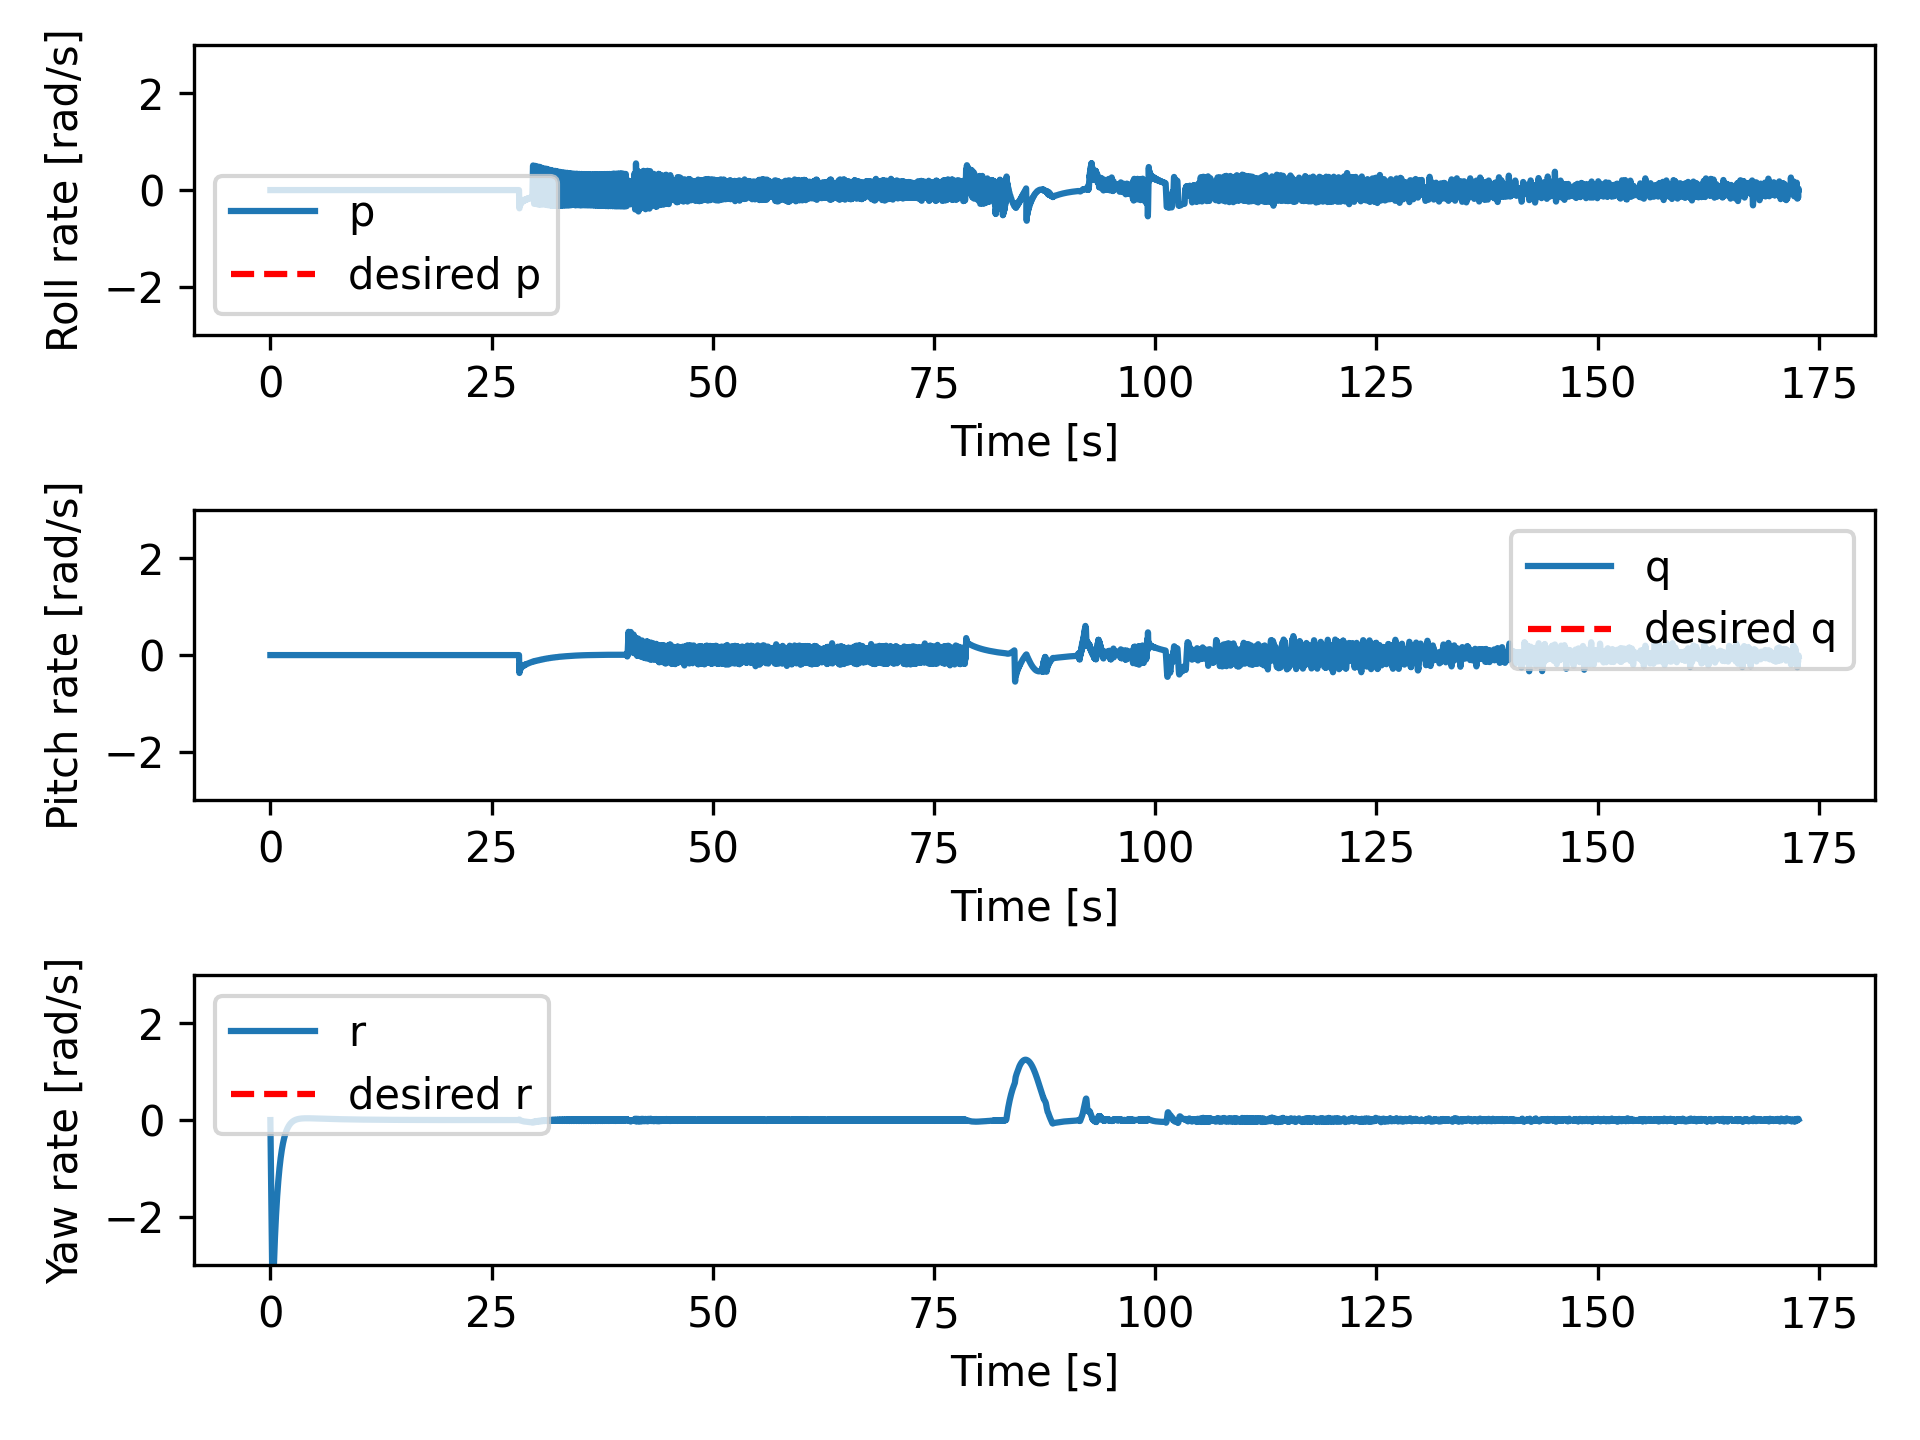 Roll rate [rad/s]
2
0
−2
p
desired p
0 25 50 75 100 125 150 175
Time [s]
Pitch rate [rad/s]
2
0
−2
q
desired q
0 25 50 75 100 125 150 175
Time [s]
Yaw rate [rad/s]
2
0
−2
r
desired r
0 25 50 75 100 125 150 175
Time [s]